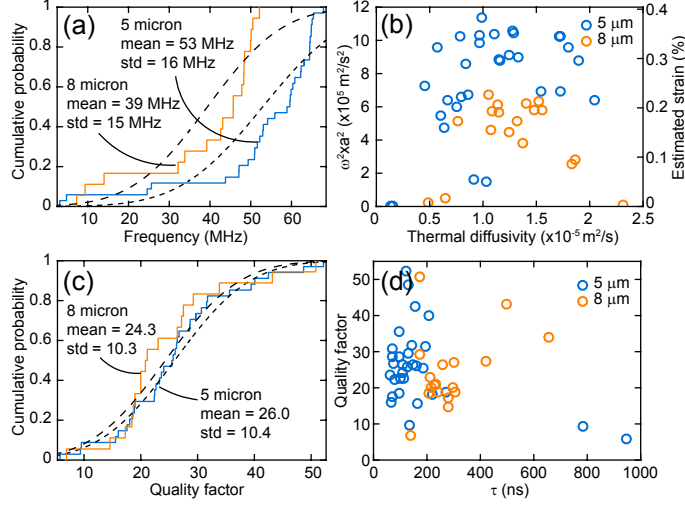 (a)
5 micron
mean = 53 MHz
std = 16 MHz
8 micron
mean = 39 MHz
std = 15 MHz
Cumulative probability
0
0.2
0.4
0.6
0.8
1
10 20 30 40 50 60
Frequency (MHz)
(b)
5 μm
8 μm
ω²xa² (x10⁵ m²/s²)
0
2
4
6
8
10
12
Estimated strain (%)
0
0.1
0.2
0.3
0.4
0 0.5 1.0 1.5 2.0 2.5
Thermal diffusivity (x10⁻⁵ m²/s)
(c)
8 micron
mean = 24.3
std = 10.3
5 micron
mean = 26.0
std = 10.4
Cumulative probability
0
0.2
0.4
0.6
0.8
1
10 20 30 40 50
Quality factor
(d)
5 μm
8 μm
Quality factor
0
10
20
30
40
50
0 200 400 600 800 1000
τ (ns)